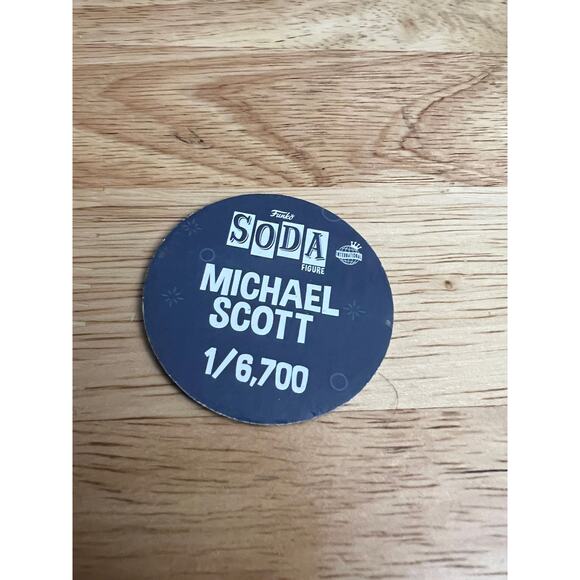 Funko
SODA
FIGURE
MICHAEL
SCOTT
1/6,700